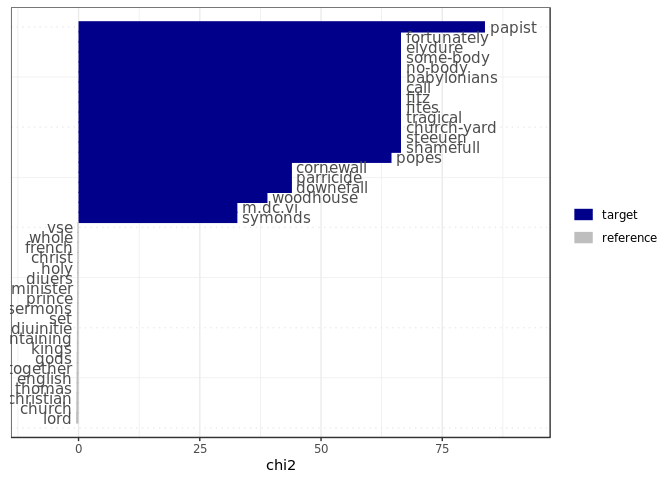 papist
fortunately
elydure
some-body
no-body
babylonians
call
fitz
fites
tragical
church-yard
steeuen
shamefull
popes
cornewall
parricide
downefall
woodhouse
m.dc.vi
symonds
vse
whole
french
christ
holy
diuers
minister
prince
sermons
set
diuinitie
ntaining
kings
gods
together
english
thomas
christian
church
lord
0 25 50 75
chi2
target
reference